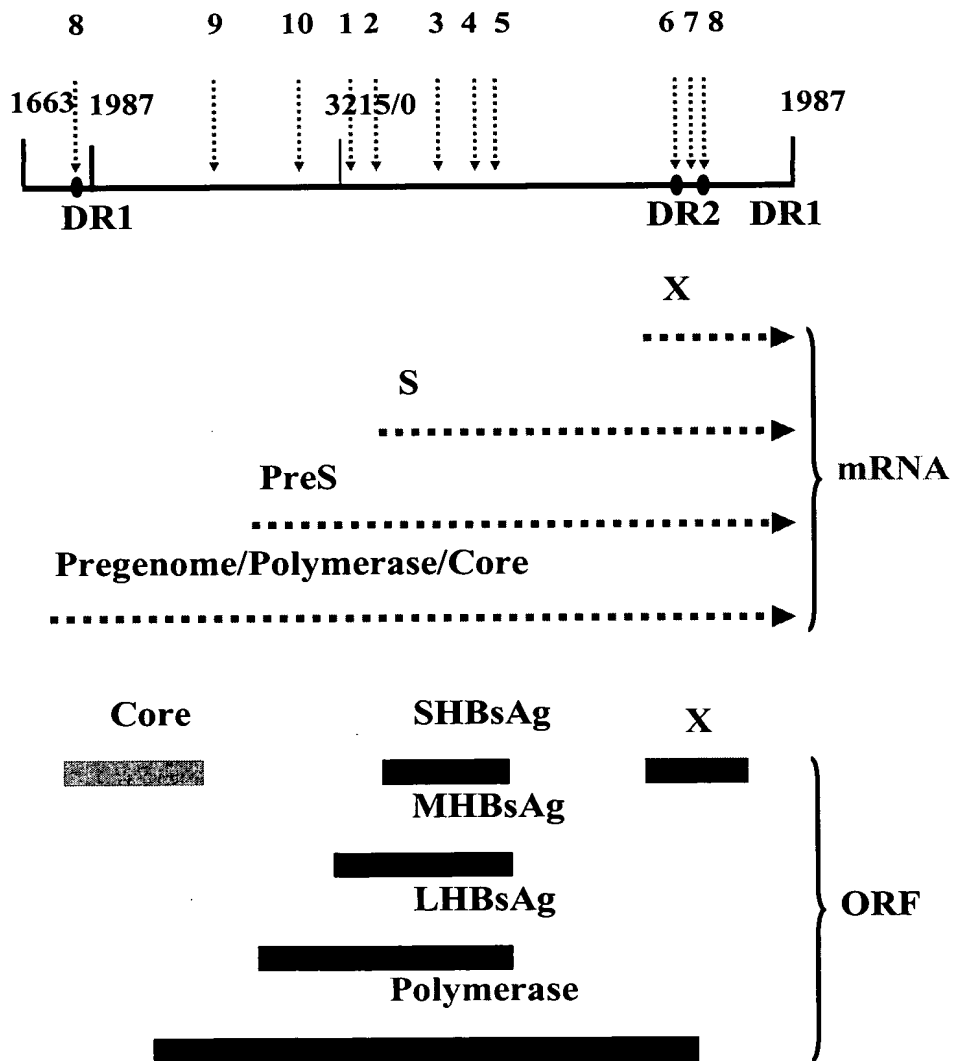 8 9 10 1 2 3 4 5 6 7 8
1663 1987 3215/0 1987
DR1 DR2 DR1
X
S
PreS
mRNA
Pregenome/Polymerase/Core
Core SHBsAg X
MHBsAg
LHBsAg
ORF
Polymerase